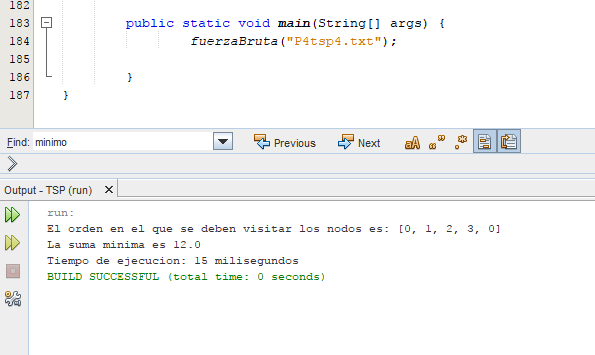 182
183 public static void main(String[] args) {
184 fuerzaBruta("P4tsp4.txt");
185
186 }
187 }
Find: minimo Previous Next aA “” .*
Output - TSP (run) ×
run:
El orden en el que se deben visitar los nodos es: [0, 1, 2, 3, 0]
La suma minima es 12.0
Tiempo de ejecucion: 15 milisegundos
BUILD SUCCESSFUL (total time: 0 seconds)